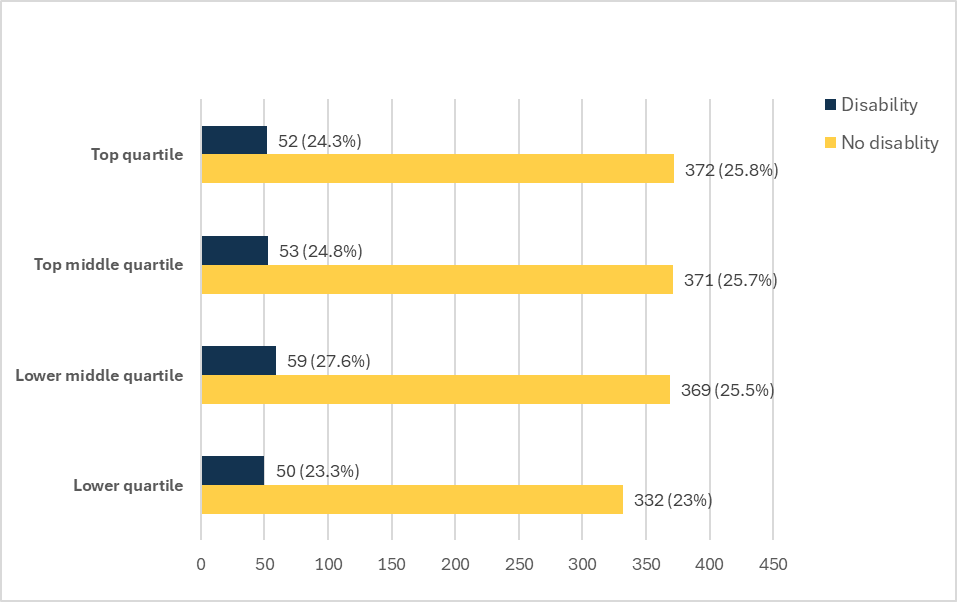 Disability
No disablity
Top quartile
52 (24.3%)
372 (25.8%)
Top middle quartile
53 (24.8%)
371 (25.7%)
Lower middle quartile
59 (27.6%)
369 (25.5%)
Lower quartile
50 (23.3%)
332 (23%)
0 50 100 150 200 250 300 350 400 450